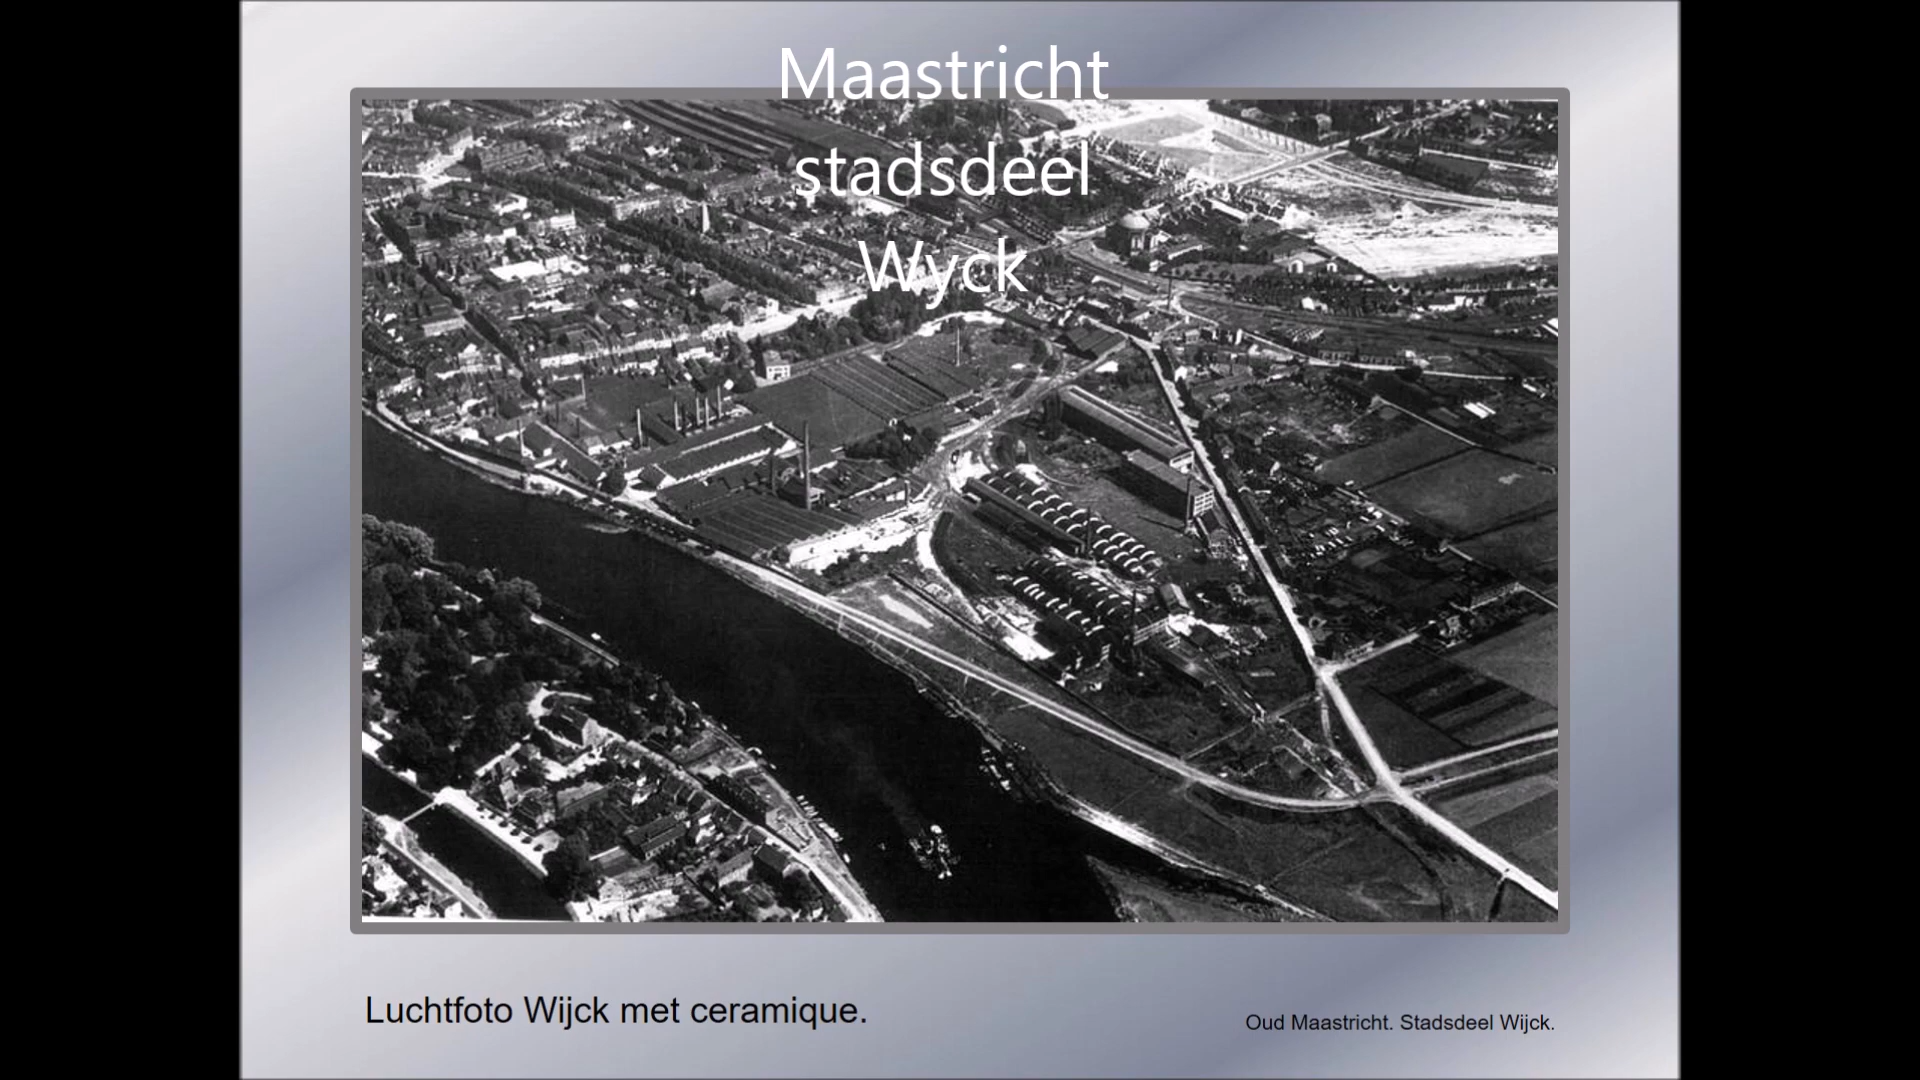 Maastricht
stadsdeel
Wyck
Luchtfoto Wijck met ceramique.
Oud Maastricht. Stadsdeel Wijck.